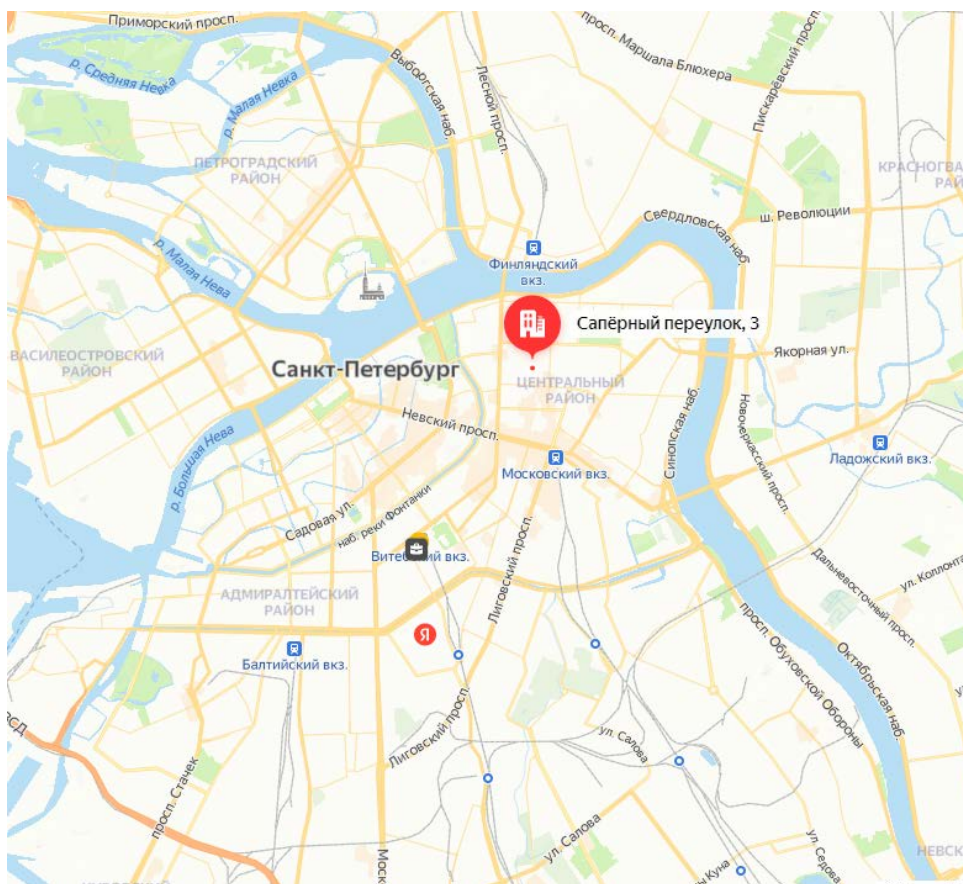 Приморский просп.
просп. Маршала Блюхера
р. Средняя Невка
р. Малая Невка
Выборгская наб.
Лесной просп.
Пискарёвский просп.
ПЕТРОГРАДСКИЙ
РАЙОН
КРАСНОГВА
РАЙ
Свердловская наб.
ш. Революции
р. Малая Нева
Финляндский
вкз.
Сапёрный переулок, 3
ВАСИЛЕОСТРОВСКИЙ
РАЙОН
Санкт-Петербург
Якорная ул.
ЦЕНТРАЛЬНЫЙ
РАЙОН
Невский просп.
Синопская наб.
Новочеркасский просп.
р. Большая Нева
Московский вкз.
Ладожский вкз.
Садовая ул.
наб. реки Фонтанки
Лиговский просп.
АДМИРАЛТЕЙСКИЙ
РАЙОН
Дальневосточный просп.
ул. Коллонта
Я
Балтийский вкз.
просп. Обуховской Обороны
Октябрьская наб.
Лиговский просп.
ЗСД
ул. Салова
просп. Стачек
ул. Салова
Моск
ул. Седова
НЕВСК